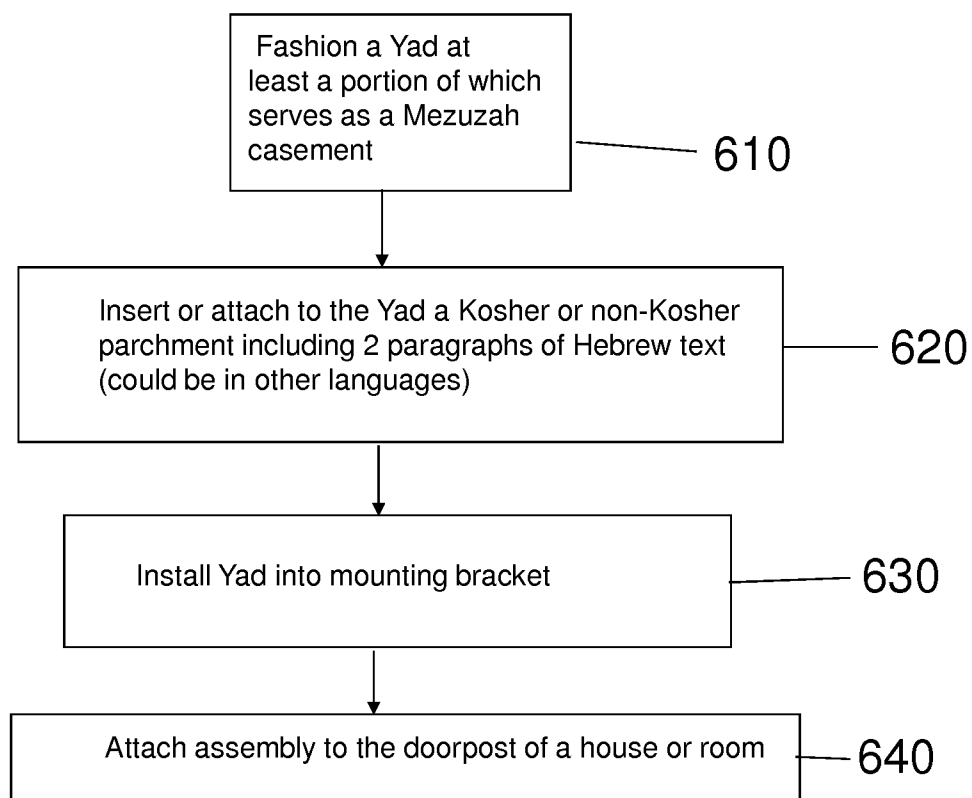 Fashion a Yad at
least a portion of which
serves as a Mezuzah
casement
610
Insert or attach to the Yad a Kosher or non-Kosher
parchment including 2 paragraphs of Hebrew text
(could be in other languages)
620
Install Yad into mounting bracket
630
Attach assembly to the doorpost of a house or room
640